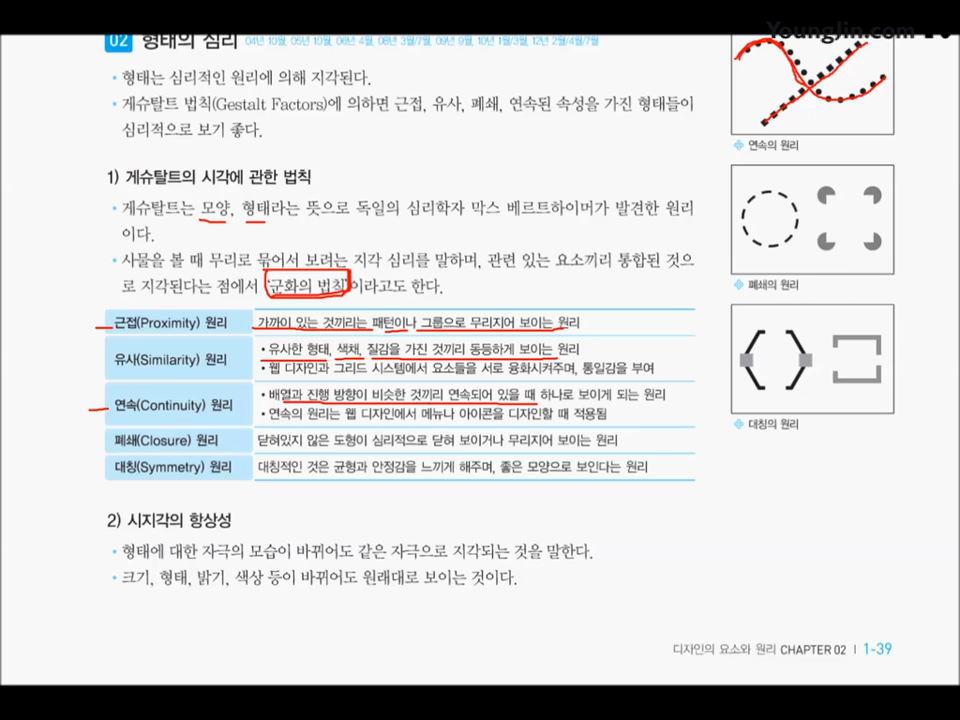 Younglin.com
02 형태의 심리 04년 10월, 05년 10월, 06년 4월, 08년 3월/7월, 09년 9월, 10년 1월/3월, 12년 2월/4월/7월
• 형태는 심리적인 원리에 의해 지각된다.
• 게슈탈트 법칙(Gestalt Factors)에 의하면 근접, 유사, 폐쇄, 연속된 속성을 가진 형태들이
심리적으로 보기 좋다.
연속의 원리
1) 게슈탈트의 시각에 관한 법칙
• 게슈탈트는 모양, 형태라는 뜻으로 독일의 심리학자 막스 베르트하이머가 발견한 원리
이다.
• 사물을 볼 때 무리로 묶어서 보려는 지각 심리를 말하며, 관련 있는 요소끼리 통합된 것으
로 지각된다는 점에서 '군화의 법칙'이라고도 한다.
폐쇄의 원리
근접(Proximity) 원리 가까이 있는 것끼리는 패턴이나 그룹으로 무리지어 보이는 원리
유사(Similarity) 원리 • 유사한 형태, 색채, 질감을 가진 것끼리 동등하게 보이는 원리
• 웹 디자인과 그리드 시스템에서 요소들을 서로 융화시켜주며, 통일감을 부여
연속(Continuity) 원리 • 배열과 진행 방향이 비슷한 것끼리 연속되어 있을 때 하나로 보이게 되는 원리
• 연속의 원리는 웹 디자인에서 메뉴나 아이콘을 디자인할 때 적용됨
대칭의 원리
폐쇄(Closure) 원리 닫혀있지 않은 도형이 심리적으로 닫혀 보이거나 무리지어 보이는 원리
대칭(Symmetry) 원리 대칭적인 것은 균형과 안정감을 느끼게 해주며, 좋은 모양으로 보인다는 원리
2) 시지각의 항상성
• 형태에 대한 자극의 모습이 바뀌어도 같은 자극으로 지각되는 것을 말한다.
• 크기, 형태, 밝기, 색상 등이 바뀌어도 원래대로 보이는 것이다.
디자인의 요소와 원리 CHAPTER 02 | 1-39